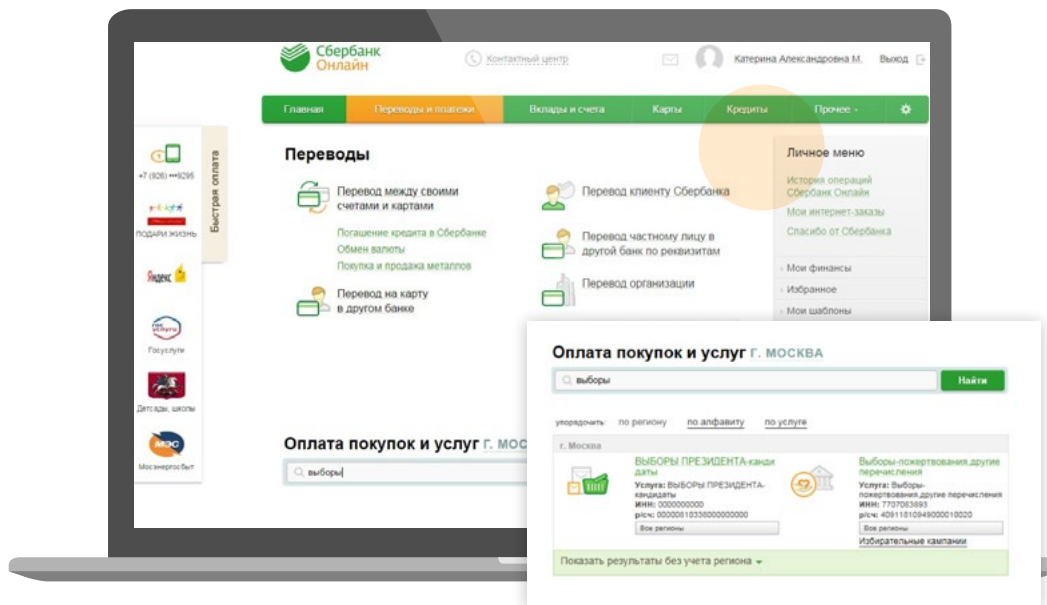 Сбербанк
Онлайн
Контактный центр
Катерина Александровна М.
Выход
Главная
Переводы и платежи
Вклады и счета
Карты
Кредиты
Прочее
Быстрая оплата
+7 (926) •••9295
ПОДАРИ ЖИЗНЬ
Яндекс
гос
услуги
Госуслуги
Детсады, школы
МЭС
Мосэнергосбыт
Переводы
Перевод между своими
счетами и картами
Погашение кредита в Сбербанке
Обмен валюты
Покупка и продажа металлов
Перевод на карту
в другом банке
Перевод клиенту Сбербанка
Перевод частному лицу в
другой банк по реквизитам
Перевод организации
Личное меню
История операций
Сбербанк Онлайн
Мои интернет-заказы
Спасибо от Сбербанка
Мои финансы
Избранное
Мои шаблоны
Оплата покупок и услуг г. МОС
выборы
Оплата покупок и услуг г. МОСКВА
выборы
Найти
упорядочить: по региону по алфавиту по услуге
г. Москва
ВЫБОРЫ ПРЕЗИДЕНТА-канди
даты
Услуга: ВЫБОРЫ ПРЕЗИДЕНТА-
кандидаты
ИНН: 0000000000
р/сч: 00000810338000000000
Все регионы
Выборы-пожертвования,другие
перечисления
Услуга: Выборы-
пожертвования,другие перечисления
ИНН: 7707083893
р/сч: 40911810949000010020
Все регионы
Избирательные кампании
Показать результаты без учета региона